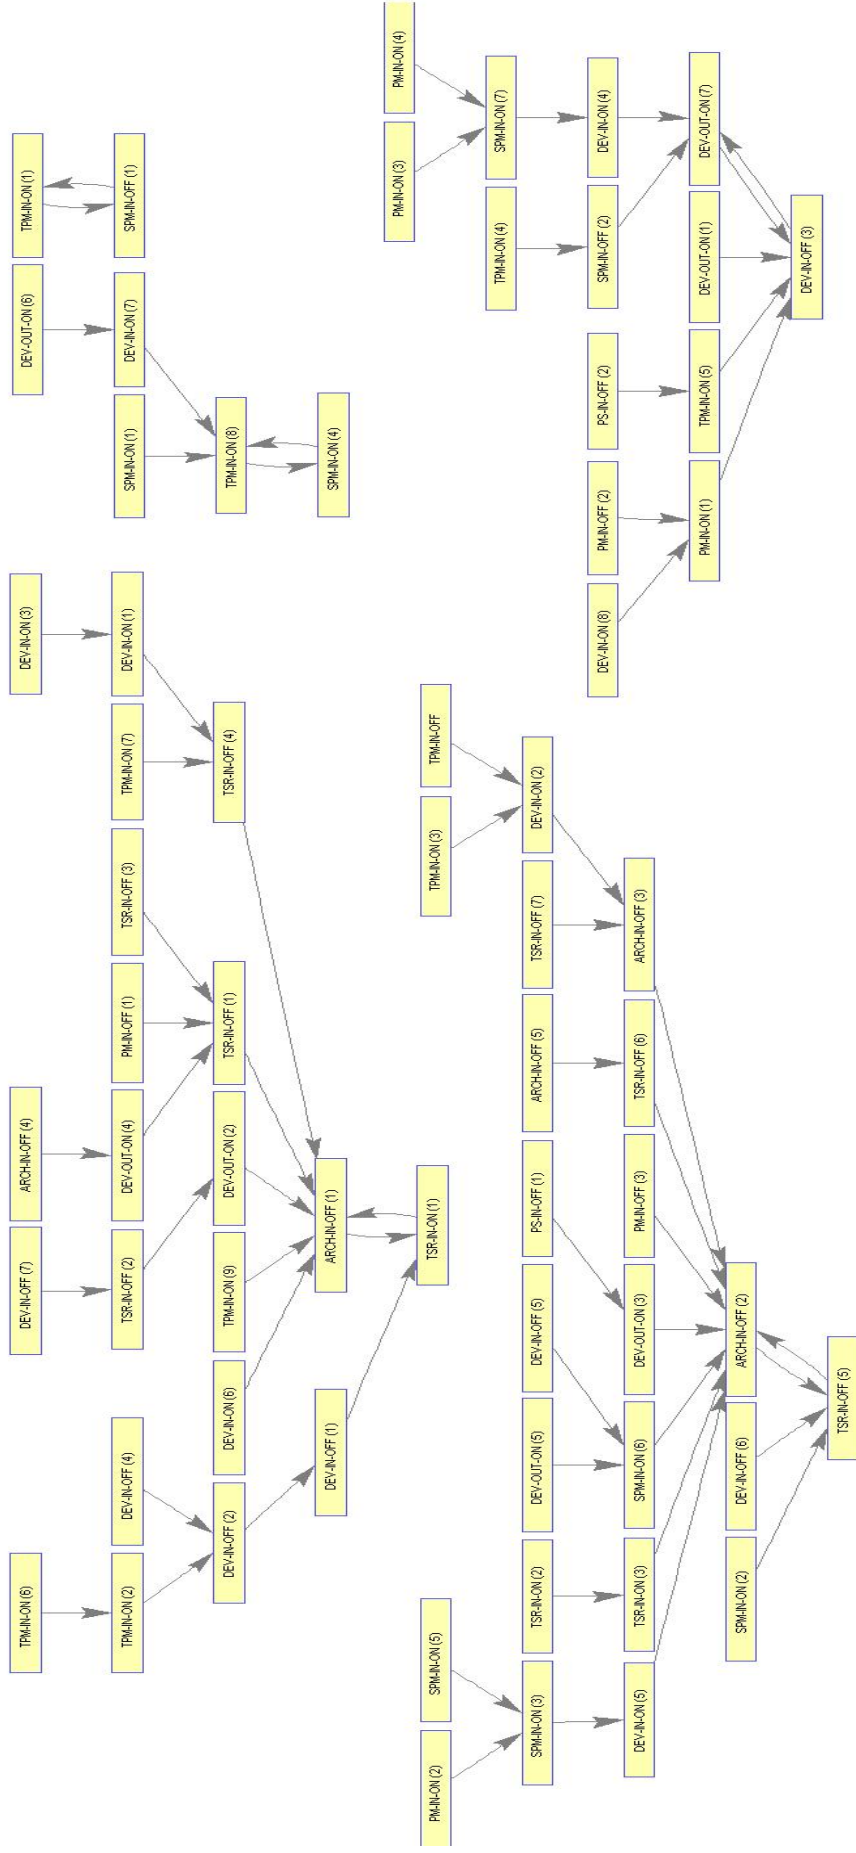 TPM-IN-ON (6)
DEV-IN-OFF (7)
ARCH-IN-OFF (4)
DEV-IN-ON (3)
TPM-IN-ON (2)
DEV-IN-OFF (4)
TSR-IN-OFF (2)
DEV-OUT-ON (4)
PM-IN-OFF (1)
TSR-IN-OFF (3)
TPM-IN-ON (7)
DEV-IN-ON (1)
DEV-IN-OFF (2)
DEV-IN-ON (6)
TPM-IN-ON (9)
DEV-OUT-ON (2)
TSR-IN-OFF (1)
TSR-IN-OFF (4)
DEV-IN-OFF (1)
ARCH-IN-OFF (1)
TSR-IN-ON (1)
DEV-OUT-ON (6)
TPM-IN-ON (1)
SPM-IN-ON (1)
DEV-IN-ON (7)
SPM-IN-OFF (1)
TPM-IN-ON (8)
SPM-IN-ON (4)
PM-IN-ON (2)
SPM-IN-ON (5)
TPM-IN-ON (3)
TPM-IN-OFF
SPM-IN-ON (3)
TSR-IN-ON (2)
DEV-OUT-ON (5)
DEV-IN-OFF (5)
PS-IN-OFF (1)
ARCH-IN-OFF (5)
TSR-IN-OFF (7)
DEV-IN-ON (2)
DEV-IN-ON (5)
TSR-IN-ON (3)
SPM-IN-ON (6)
DEV-OUT-ON (3)
PM-IN-OFF (3)
TSR-IN-OFF (6)
ARCH-IN-OFF (3)
SPM-IN-ON (2)
DEV-IN-OFF (6)
ARCH-IN-OFF (2)
TSR-IN-OFF (5)
PM-IN-ON (3)
PM-IN-ON (4)
TPM-IN-ON (4)
SPM-IN-ON (7)
DEV-IN-ON (8)
PM-IN-OFF (2)
PS-IN-OFF (2)
SPM-IN-OFF (2)
DEV-IN-ON (4)
PM-IN-ON (1)
TPM-IN-ON (5)
DEV-OUT-ON (1)
DEV-OUT-ON (7)
DEV-IN-OFF (3)